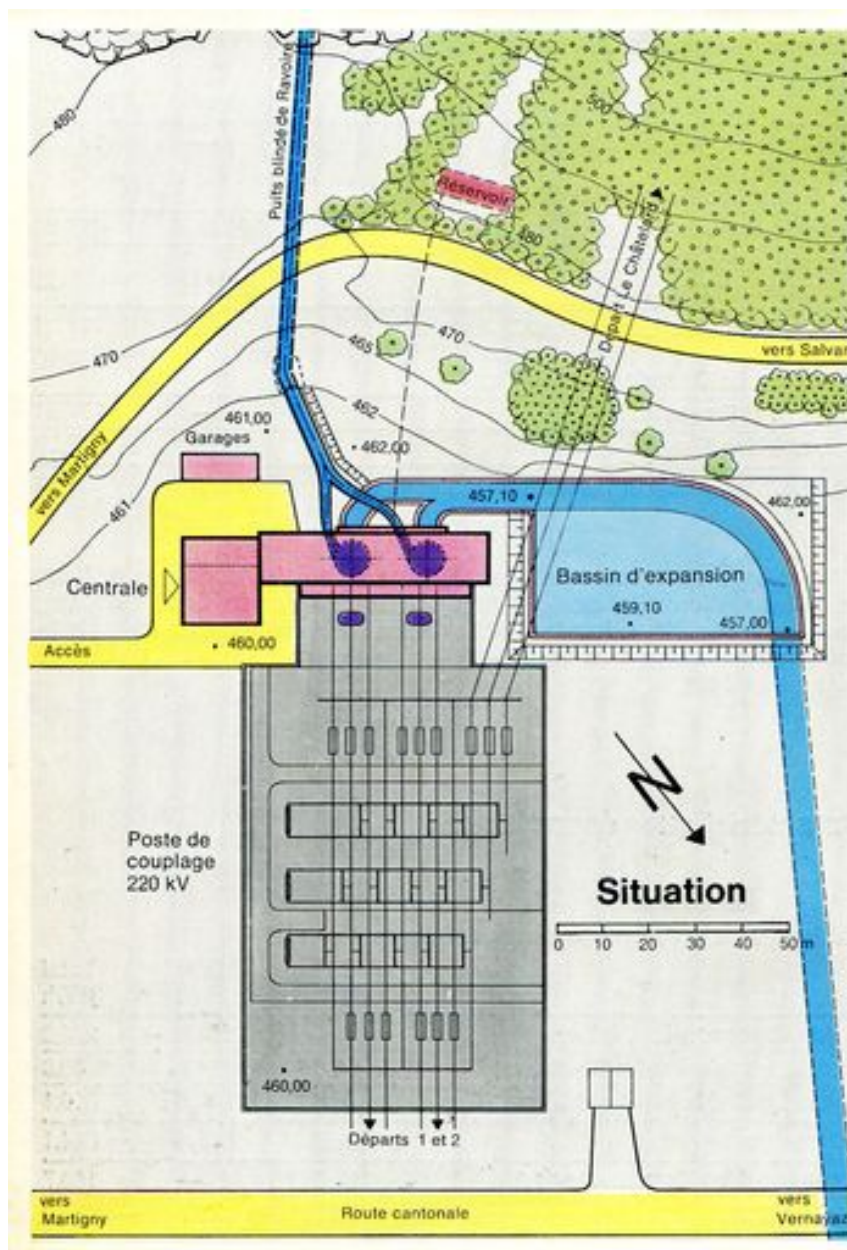 Puits blindé de Ravoire
480
500
Réservoir
480
Départ Le Châtelard
470
vers Salvan
470
465
462
461,00
Garages
462,00
vers Martigny
461
457,10
462,00
Centrale
Bassin d'expansion
459,10
457,00
460,00
Accès
N
Poste de
couplage
220 kV
Situation
0 10 20 30 40 50 m
460,00
Départs 1 et 2
vers
Martigny
Route cantonale
vers
Vernayaz